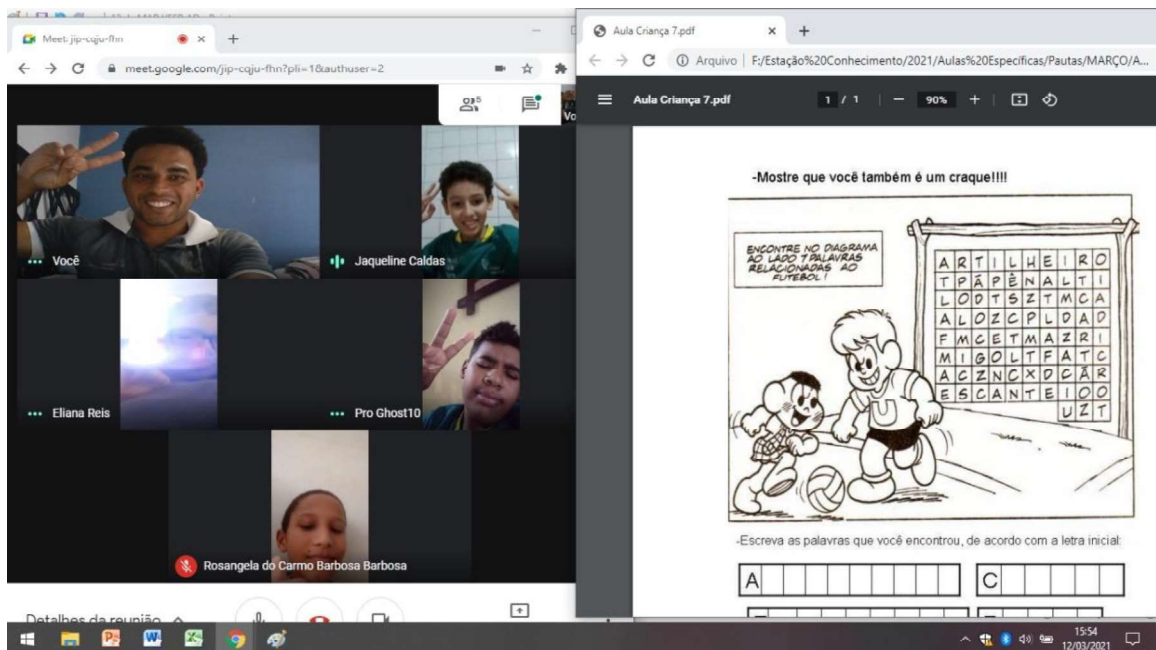 Meet: jip-cqju-fhn
meet.google.com/jip-cqju-fhn?pli=1&authuser=2
5
Você
Jaqueline Caldas
Eliana Reis
Pro Ghost10
Rosangela do Carmo Barbosa Barbosa
Detalhes da reunião
Aula Criança 7.pdf
Arquivo | F:/Estação%20Conhecimento/2021/Aulas%20Específicas/Pautas/MARÇO/A...
Aula Criança 7.pdf
1 / 1
90%
-Mostre que você também é um craque!!!!
ENCONTRE NO DIAGRAMA
AO LADO 7 PALAVRAS
RELACIONADAS AO
FUTEBOL!
A R T I L H E I R O
T P Ã P Ê N A L T I
L O D T S Z T M C A
A L O Z C P L D A D
F M C E T M A Z R I
M I G O L T F A T C
A C Z N C X D C Ã R
E S C A N T E I O O
U Z T
U
-Escreva as palavras que você encontrou, de acordo com a letra inicial:
A
C
15:54
12/03/2021